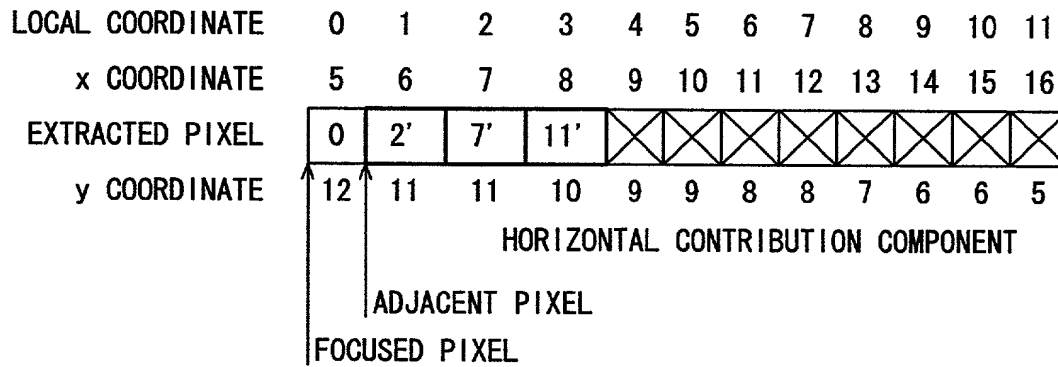 LOCAL COORDINATE 0 1 2 3 4 5 6 7 8 9 10 11
x COORDINATE 5 6 7 8 9 10 11 12 13 14 15 16
EXTRACTED PIXEL 0 2' 7' 11'
y COORDINATE 12 11 11 10 9 9 8 8 7 6 6 5
HORIZONTAL CONTRIBUTION COMPONENT
ADJACENT PIXEL
FOCUSED PIXEL